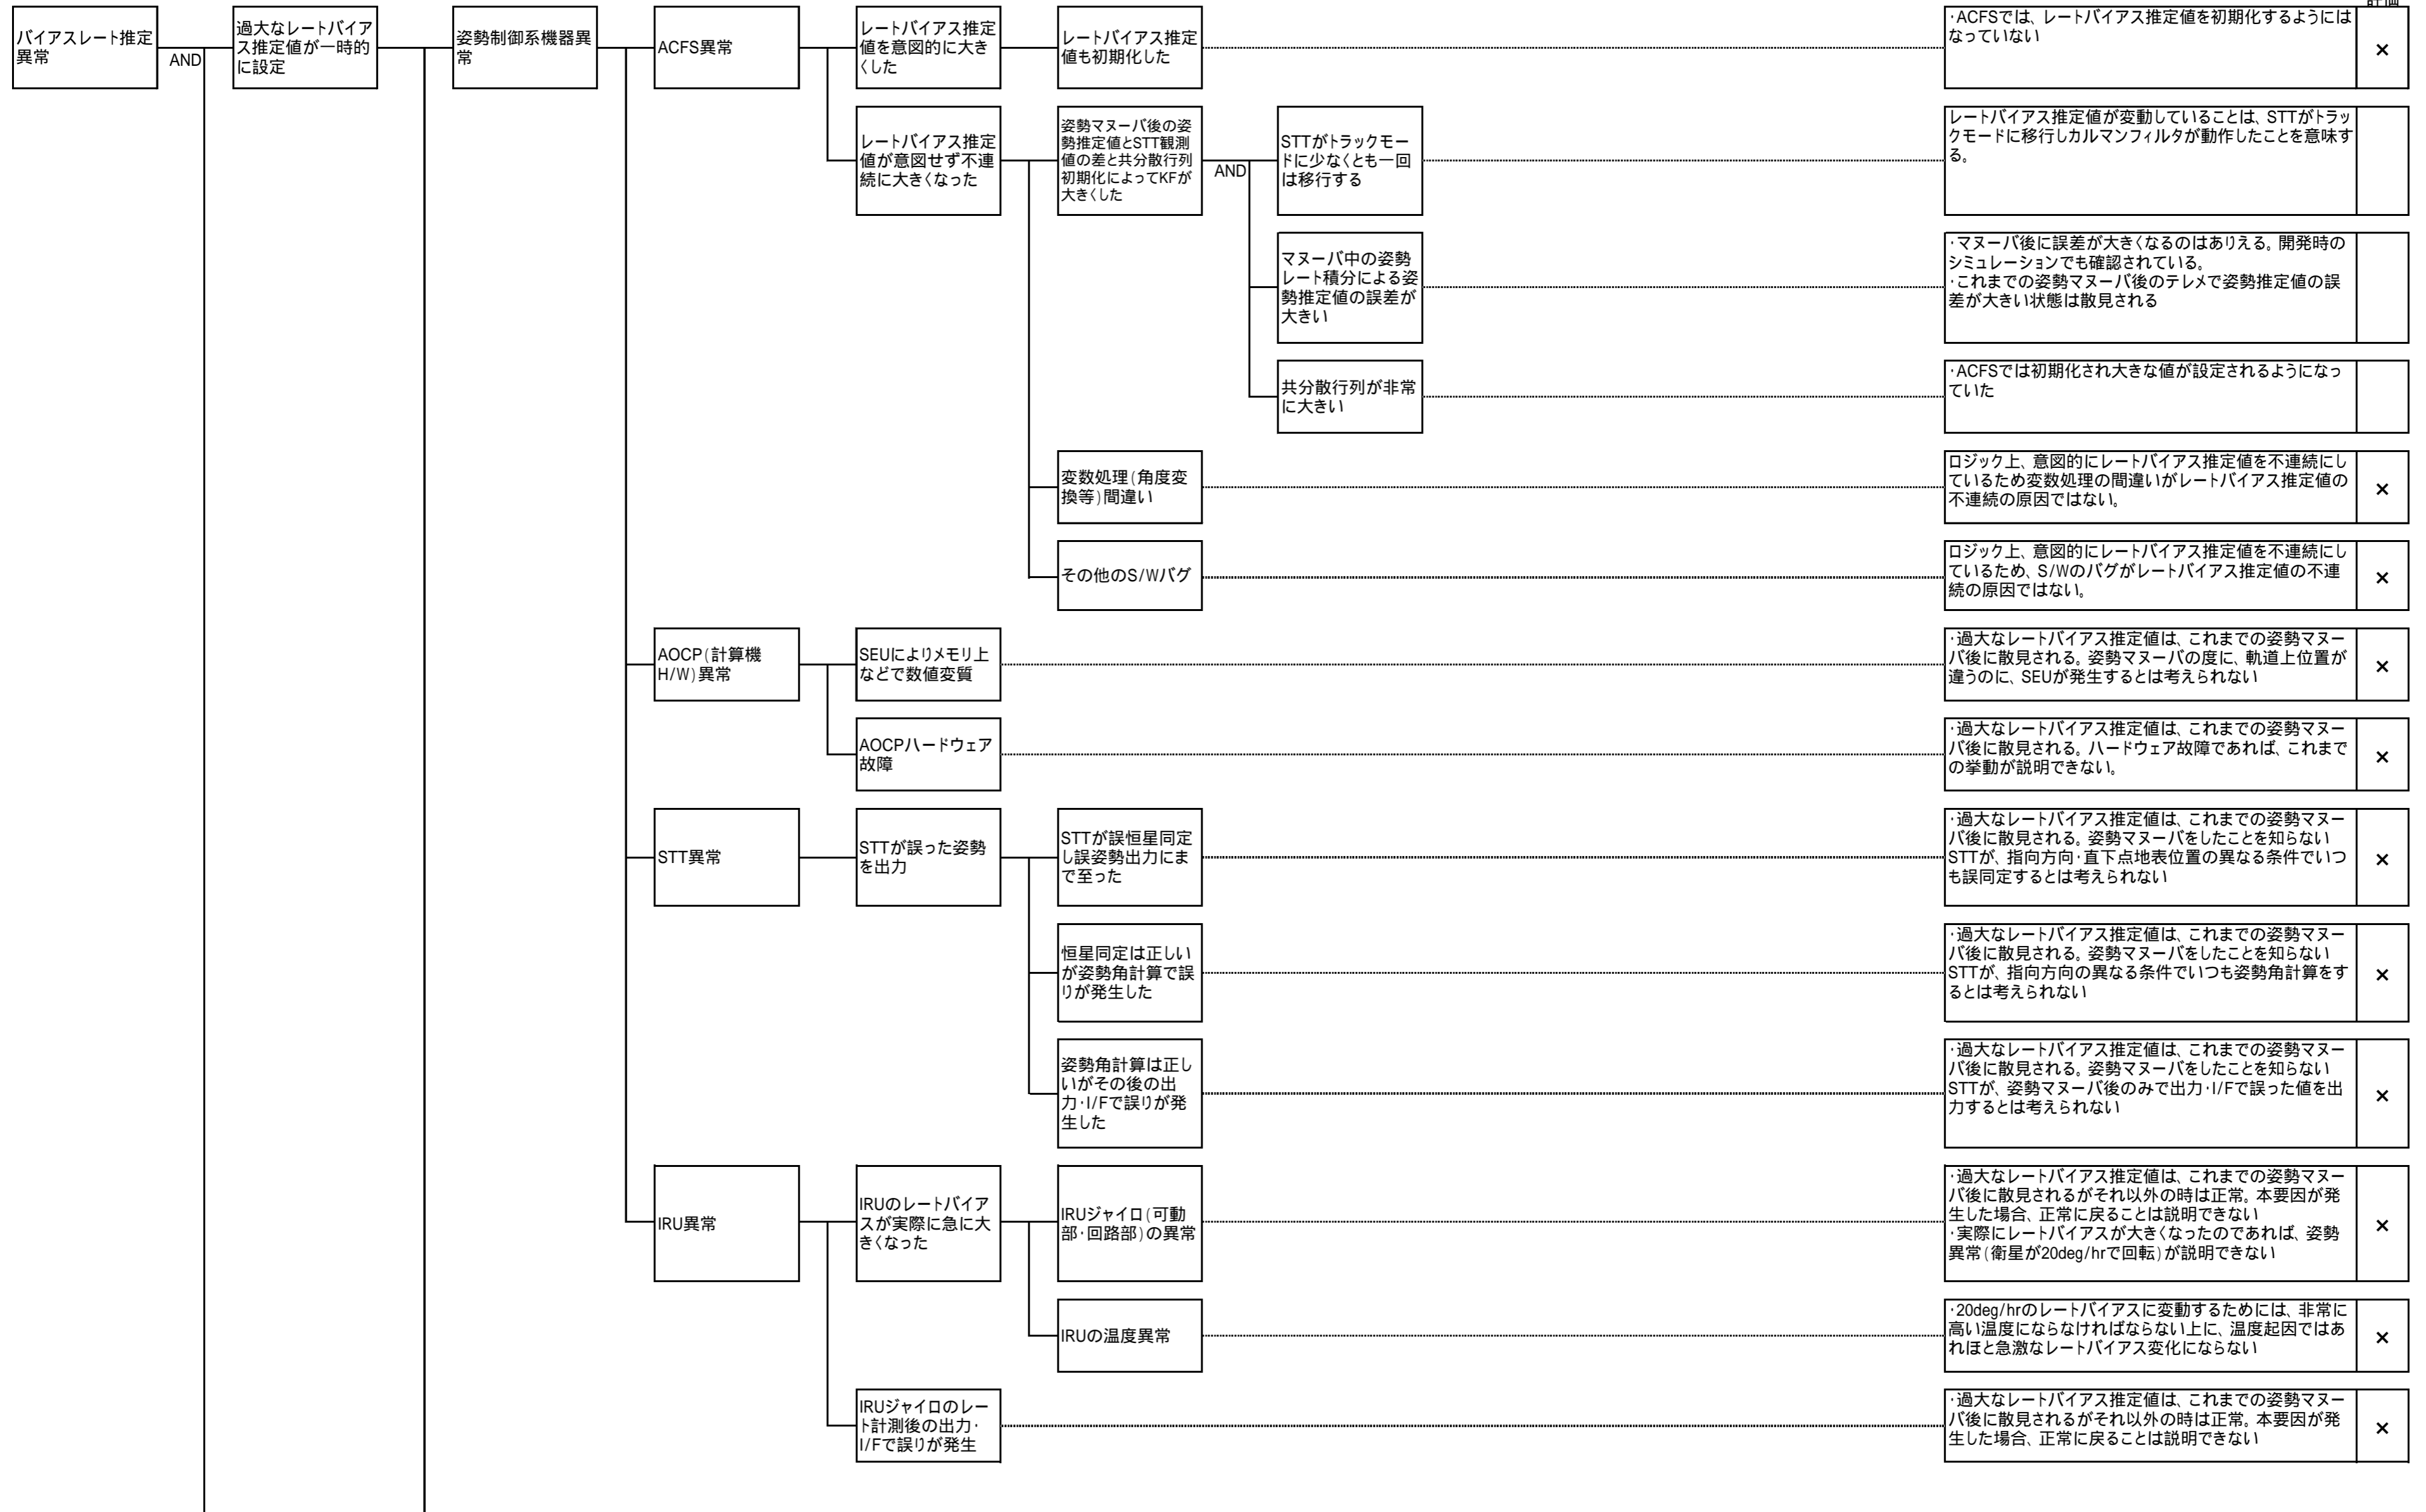 評価
バイアスレート推定
異常
AND
過大なレートバイア
ス推定値が一時的
に設定
姿勢制御系機器異
常
ACFS異常
レートバイアス推定
値を意図的に大き
くした
レートバイアス推定
値も初期化した
・ACFSでは、レートバイアス推定値を初期化するようには
なっていない
×
レートバイアス推定
値が意図せず不連
続に大きくなった
姿勢マヌーバ後の姿
勢推定値とSTT観測
値の差と共分散行列
初期化によってKFが
大きくした
AND
STTがトラックモー
ドに少なくとも一回
は移行する
レートバイアス推定値が変動していることは、STTがトラッ
クモードに移行しカルマンフィルタが動作したことを意味す
る。
マヌーバ中の姿勢
レート積分による姿
勢推定値の誤差が
大きい
・マヌーバ後に誤差が大きくなるのはありえる。開発時の
シミュレーションでも確認されている。
・これまでの姿勢マヌーバ後のテレメで姿勢推定値の誤
差が大きい状態は散見される
共分散行列が非常
に大きい
・ACFSでは初期化され大きな値が設定されるようになっ
ていた
変数処理(角度変
換等)間違い
ロジック上、意図的にレートバイアス推定値を不連続にし
ているため変数処理の間違いがレートバイアス推定値の
不連続の原因ではない。
×
その他のS/Wバグ
ロジック上、意図的にレートバイアス推定値を不連続にし
ているため、S/Wのバグがレートバイアス推定値の不連
続の原因ではない。
×
AOCP(計算機
H/W)異常
SEUによりメモリ上
などで数値変質
・過大なレートバイアス推定値は、これまでの姿勢マヌー
バ後に散見される。姿勢マヌーバの度に、軌道上位置が
違うのに、SEUが発生するとは考えられない
×
AOCPハードウェア
故障
・過大なレートバイアス推定値は、これまでの姿勢マヌー
バ後に散見される。ハードウェア故障であれば、これまで
の挙動が説明できない。
×
STT異常
STTが誤った姿勢
を出力
STTが誤恒星同定
し誤姿勢出力にま
で至った
・過大なレートバイアス推定値は、これまでの姿勢マヌー
バ後に散見される。姿勢マヌーバをしたことを知らない
STTが、指向方向・直下点地表位置の異なる条件でいつ
も誤同定するとは考えられない
×
恒星同定は正しい
が姿勢角計算で誤
りが発生した
・過大なレートバイアス推定値は、これまでの姿勢マヌー
バ後に散見される。姿勢マヌーバをしたことを知らない
STTが、指向方向の異なる条件でいつも姿勢角計算をす
るとは考えられない
×
姿勢角計算は正し
いがその後の出
力・I/Fで誤りが発
生した
・過大なレートバイアス推定値は、これまでの姿勢マヌー
バ後に散見される。姿勢マヌーバをしたことを知らない
STTが、姿勢マヌーバ後のみで出力・I/Fで誤った値を出
力するとは考えられない
×
IRU異常
IRUのレートバイア
スが実際に急に大
きくなった
IRUジャイロ(可動
部・回路部)の異常
・過大なレートバイアス推定値は、これまでの姿勢マヌー
バ後に散見されるがそれ以外の時は正常。本要因が発
生した場合、正常に戻ることは説明できない
・実際にレートバイアスが大きくなったのであれば、姿勢
異常(衛星が20deg/hrで回転)が説明できない
×
IRUの温度異常
・20deg/hrのレートバイアスに変動するためには、非常に
高い温度にならなければならない上に、温度起因ではあ
れほと急激なレートバイアス変化にならない
×
IRUジャイロのレー
ト計測後の出力・
I/Fで誤りが発生
・過大なレートバイアス推定値は、これまでの姿勢マヌー
バ後に散見されるがそれ以外の時は正常。本要因が発
生した場合、正常に戻ることは説明できない
×